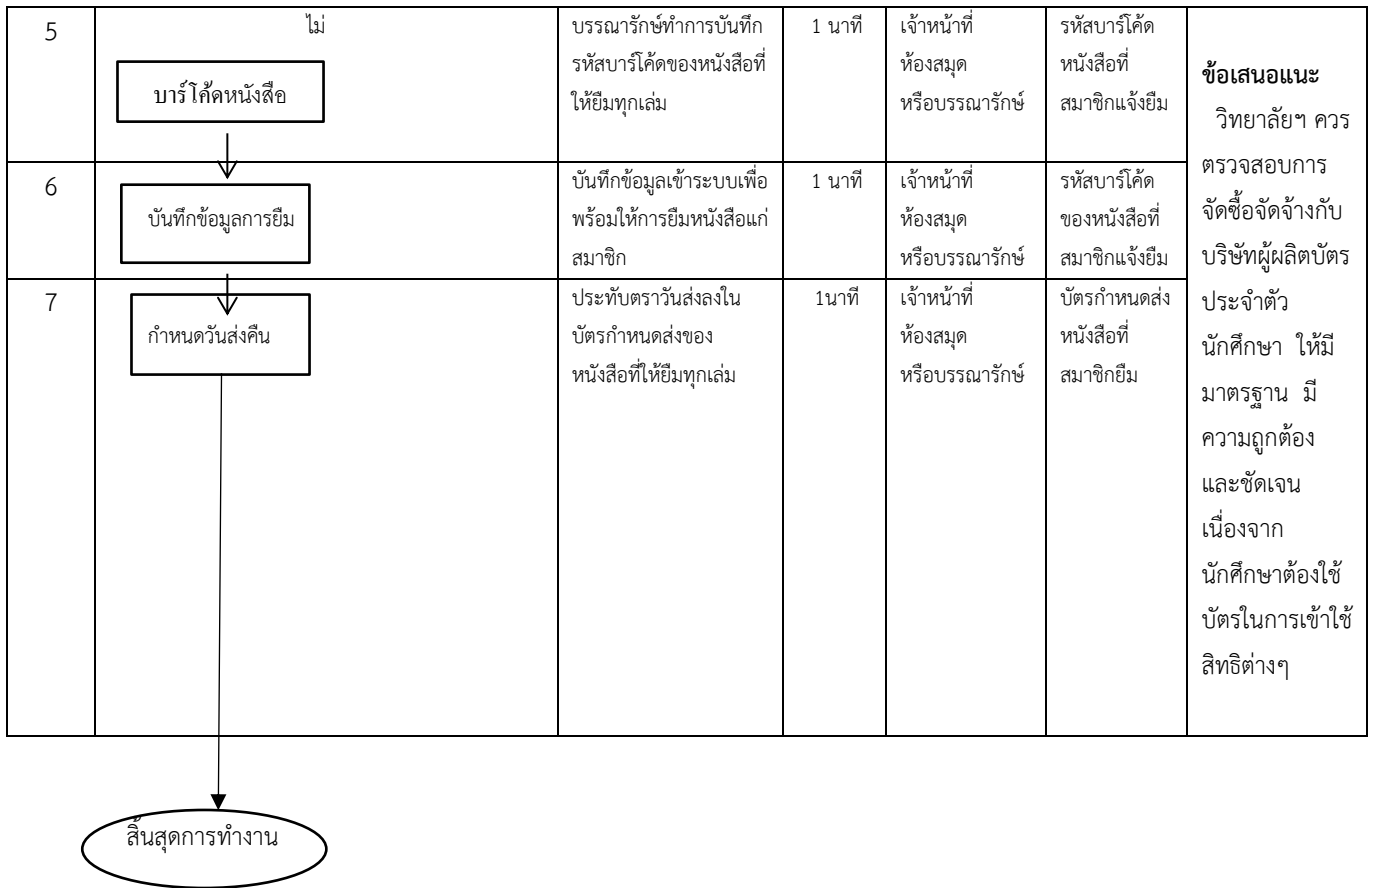 5
ไม่
บาร์โค้ดหนังสือ
บรรณารักษ์ทำการบันทึก
รหัสบาร์โค้ดของหนังสือที่
ให้ยืมทุกเล่ม
1 นาที
เจ้าหน้าที่
ห้องสมุด
หรือบรรณารักษ์
รหัสบาร์โค้ด
หนังสือที่
สมาชิกแจ้งยืม
6
บันทึกข้อมูลการยืม
บันทึกข้อมูลเข้าระบบเพื่อ
พร้อมให้การยืมหนังสือแก่
สมาชิก
1 นาที
เจ้าหน้าที่
ห้องสมุด
หรือบรรณารักษ์
รหัสบาร์โค้ด
ของหนังสือที่
สมาชิกแจ้งยืม
7
กำหนดวันส่งคืน
ประทับตราวันส่งลงใน
บัตรกำหนดส่งของ
หนังสือที่ให้ยืมทุกเล่ม
1นาที
เจ้าหน้าที่
ห้องสมุด
หรือบรรณารักษ์
บัตรกำหนดส่ง
หนังสือที่
สมาชิกยืม
ข้อเสนอแนะ
วิทยาลัยฯ ควร
ตรวจสอบการ
จัดซื้อจัดจ้างกับ
บริษัทผู้ผลิตบัตร
ประจำตัว
นักศึกษา ให้มี
มาตรฐาน มี
ความถูกต้อง
และชัดเจน
เนื่องจาก
นักศึกษาต้องใช้
บัตรในการเข้าใช้
สิทธิต่างๆ
สิ้นสุดการทำงาน